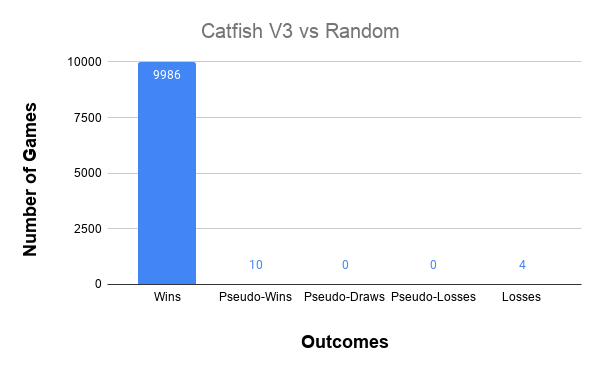 Catfish V3 vs Random
Number of Games
10000
7500
5000
2500
0
9986
10
0
0
4
Wins
Pseudo-Wins
Pseudo-Draws
Pseudo-Losses
Losses
Outcomes